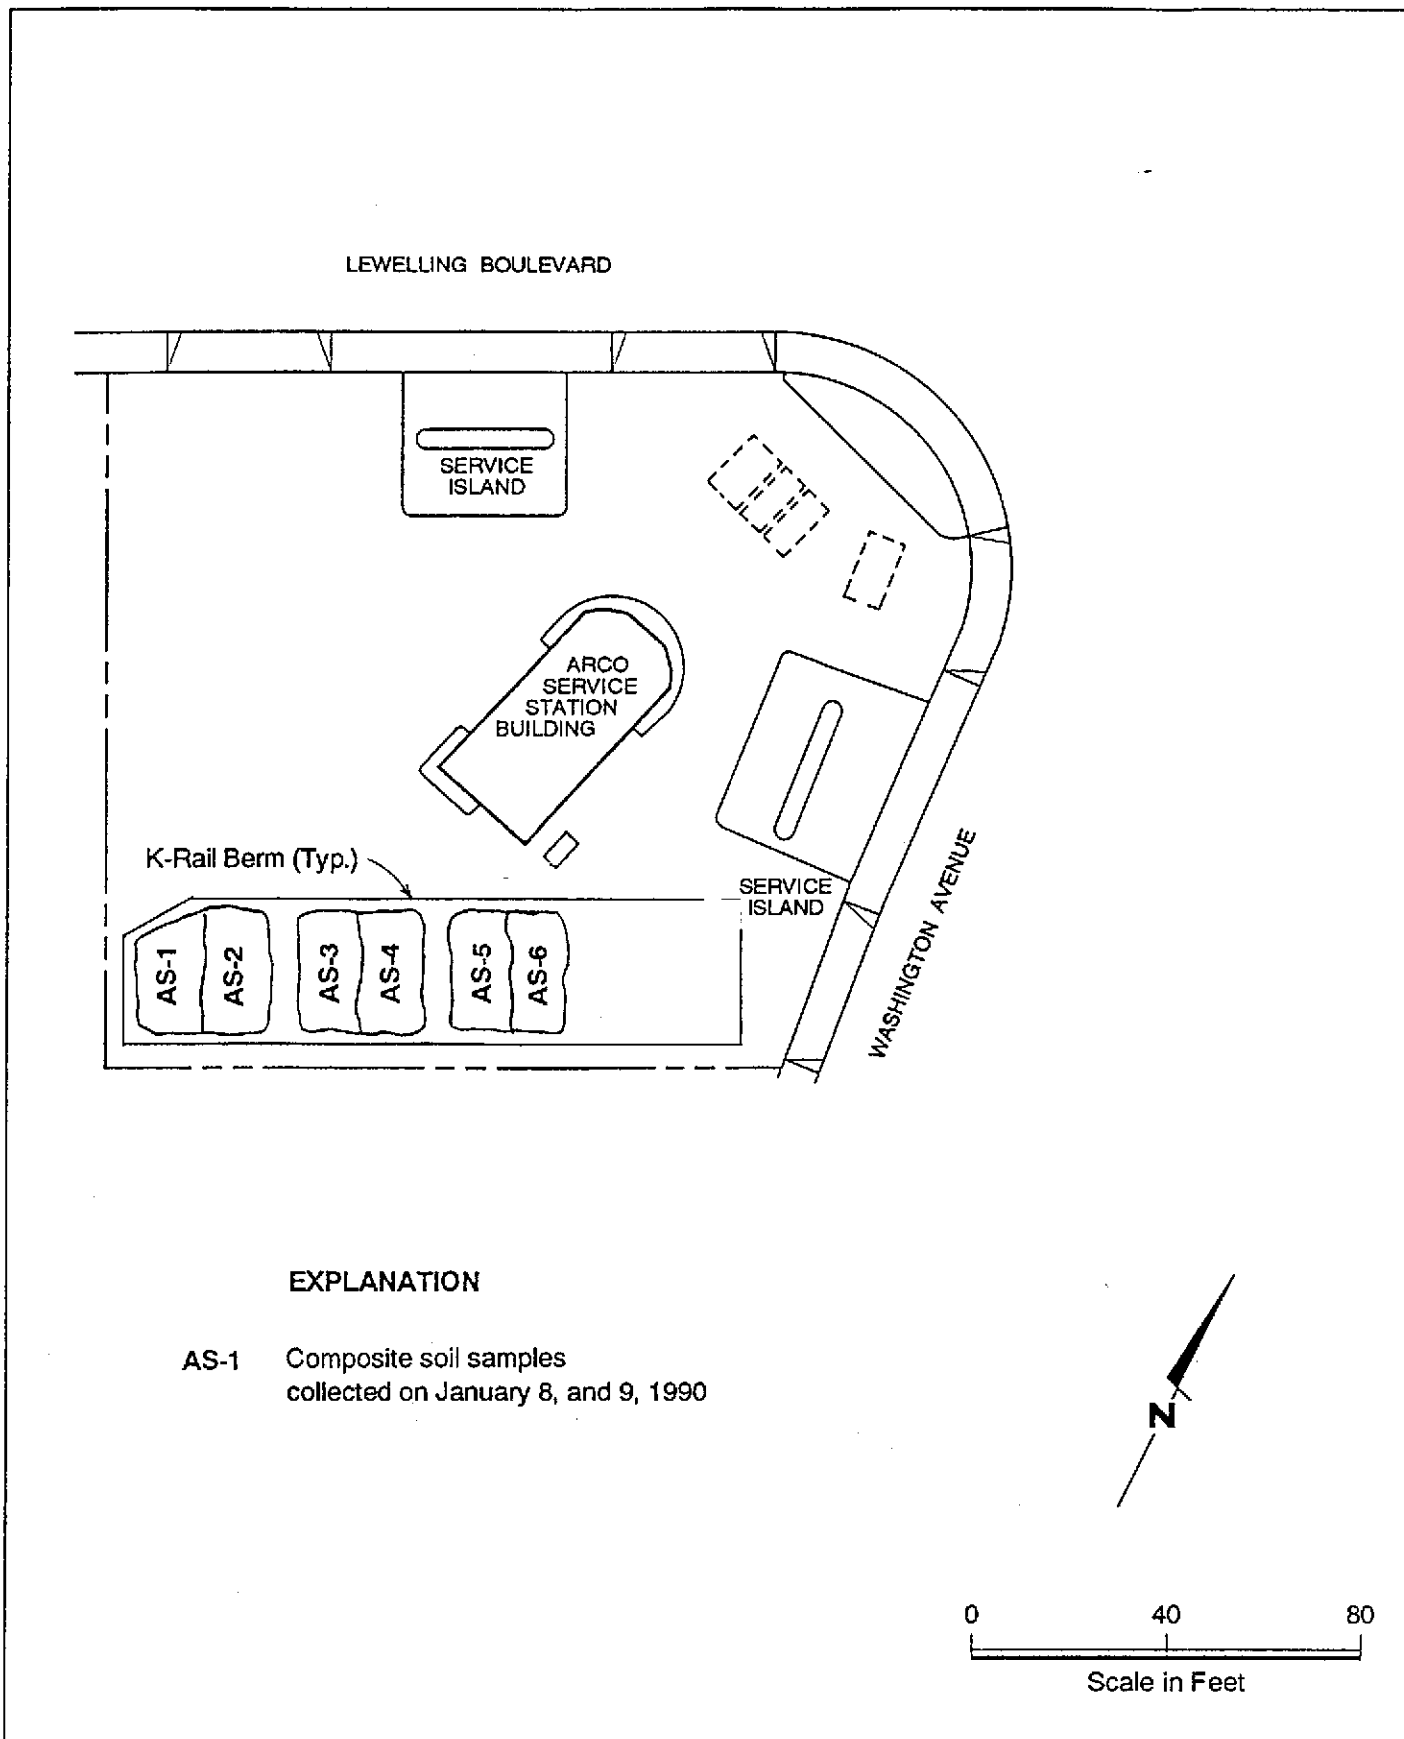 LEWELLING BOULEVARD
SERVICE
ISLAND
ARCO
SERVICE
STATION
BUILDING
K-Rail Berm (Typ.)
SERVICE
ISLAND
WASHINGTON AVENUE
AS-1
AS-2
AS-3
AS-4
AS-5
AS-6
EXPLANATION
AS-1 Composite soil samples
collected on January 8, and 9, 1990
N
0 40 80
Scale in Feet